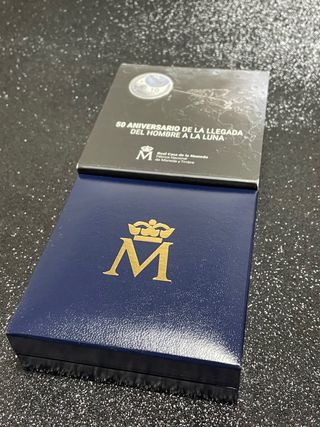 10
50 ANIVERSARIO DE LA LLEGADA
DEL HOMBRE A LA LUNA
M
Real Casa de la Moneda
Fábrica Nacional
de Moneda y Timbre
M